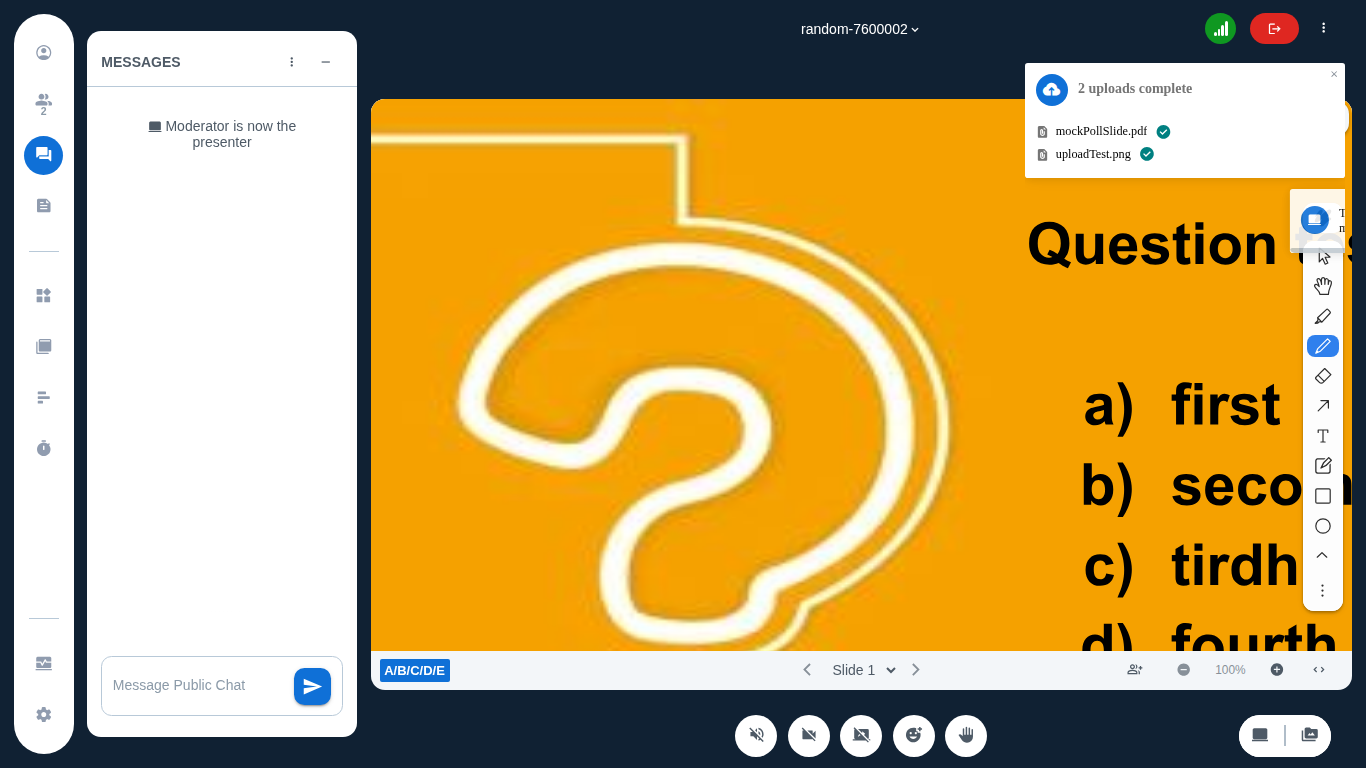 random-7600002
MESSAGES
2
Moderator is now the
presenter
Message Public Chat
2 uploads complete
mockPollSlide.pdf
uploadTest.png
Question
a) first
b)
c) tirdh
d) fourth
A/B/C/D/E
Slide 1
100%